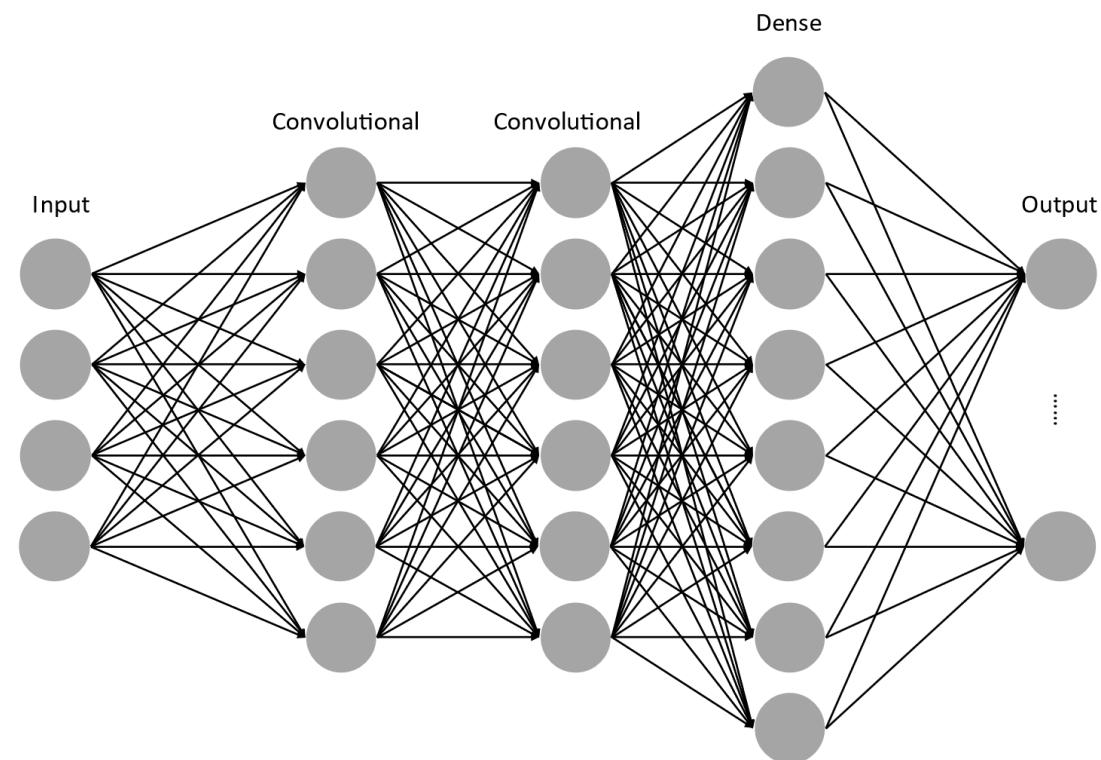 Input
Convolutional
Convolutional
Dense
Output
......